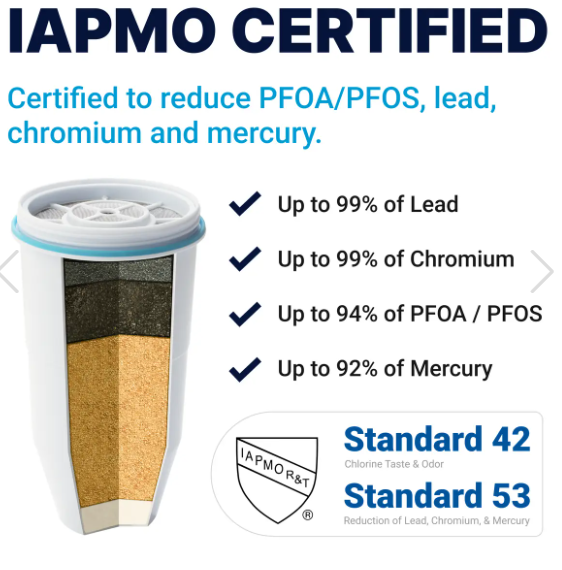 IAPMO CERTIFIED
Certified to reduce PFOA/PFOS, lead,
chromium and mercury.
Up to 99% of Lead
Up to 99% of Chromium
Up to 94% of PFOA / PFOS
Up to 92% of Mercury
IAPMO R&T
®
Standard 42
Chlorine Taste & Odor
Standard 53
Reduction of Lead, Chromium, & Mercury